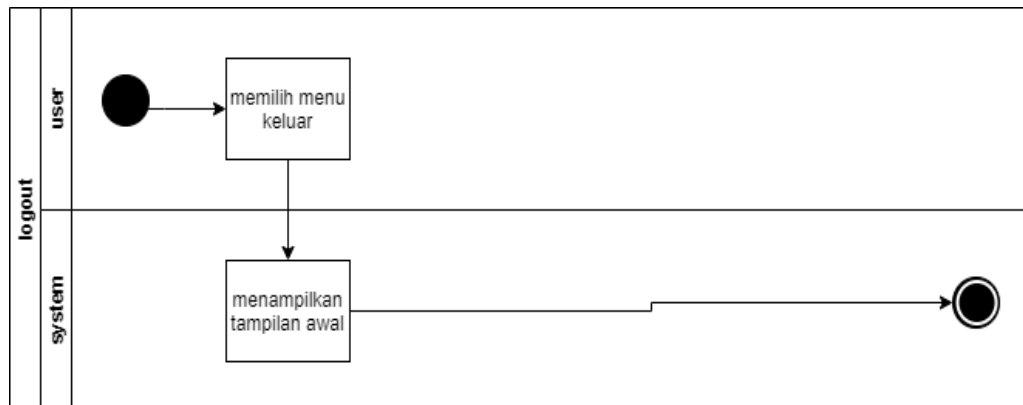 logout
user
memilih menu
keluar
system
menampilkan
tampilan awal